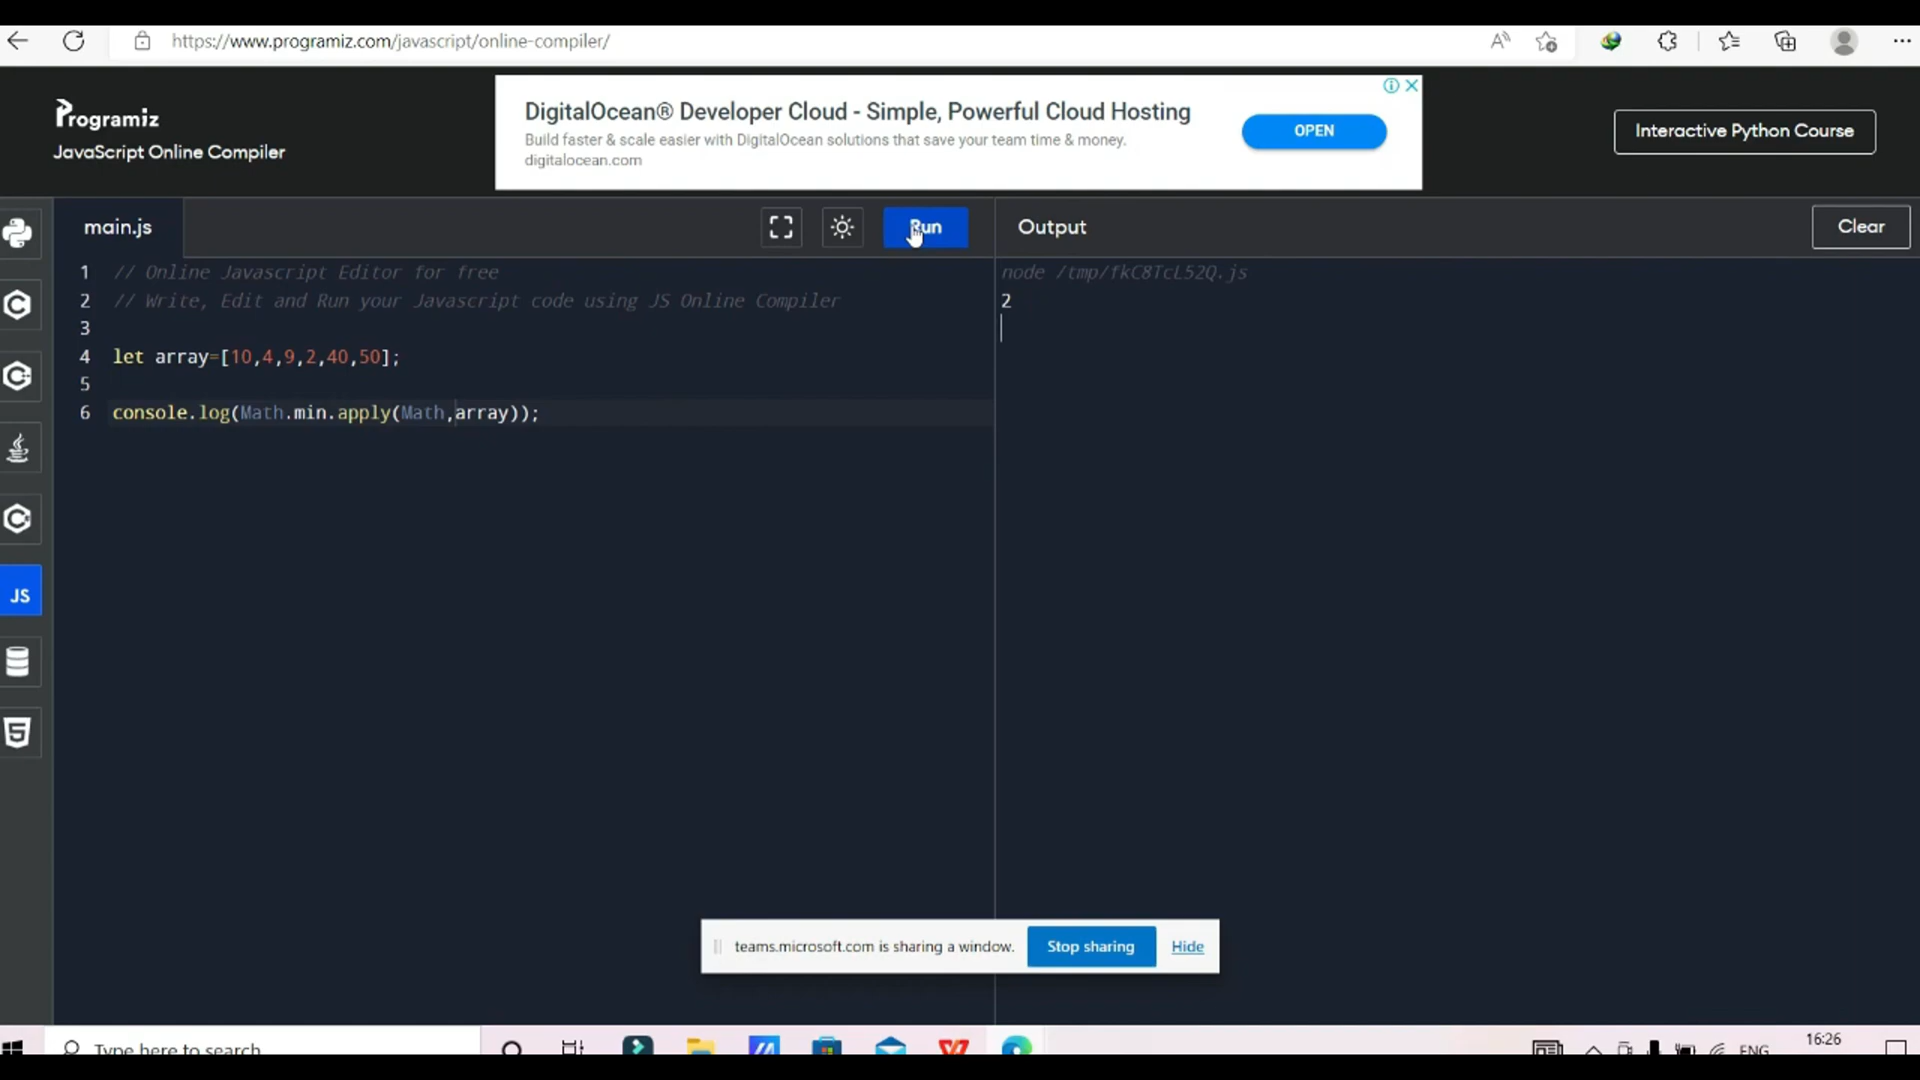 https://www.programiz.com/javascript/online-compiler/
Programiz
JavaScript Online Compiler
DigitalOcean® Developer Cloud - Simple, Powerful Cloud Hosting
Build faster & scale easier with DigitalOcean solutions that save your team time & money.
digitalocean.com
OPEN
Interactive Python Course
main.js
Run
Output
Clear
1 // Online Javascript Editor for free
2 // Write, Edit and Run your Javascript code using JS Online Compiler
3
4 let array=[10,4,9,2,40,50];
5
6 console.log(Math.min.apply(Math,array));
node /tmp/fkC8TcL52Q.js
2
JS
teams.microsoft.com is sharing a window.
Stop sharing
Hide
Type here to search
ENG
16:26